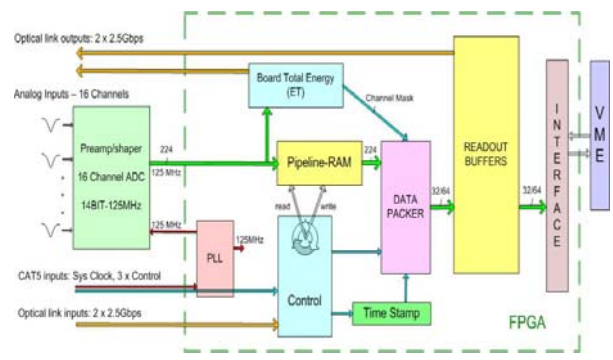 Optical link outputs: 2 x 2.5Gbps
Board Total Energy
(ET)
Channel Mask
Analog Inputs – 16 Channels
Preamp/shaper
16 Channel ADC
14BIT-125MHz
224
125 MHz
Pipeline-RAM
224
DATA
PACKER
32/64
READOUT
BUFFERS
32/64
INTERFACE
VME
read
write
125 MHz
PLL
125MHz
CAT5 inputs: Sys Clock, 3 x Control
Control
Optical link inputs: 2 x 2.5Gbps
Time Stamp
FPGA